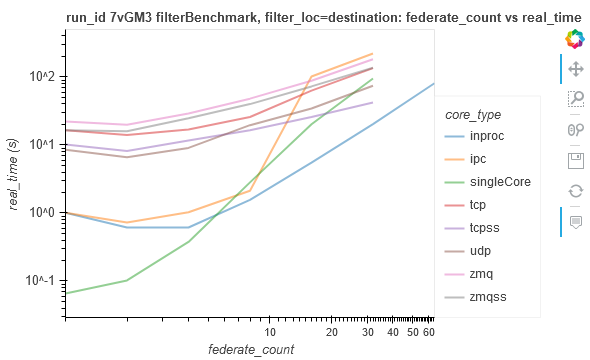 run_id 7vGM3 filterBenchmark, filter_loc=destination: federate_count vs real_time
real_time (s)
10^2
10^1
10^0
10^-1
10
20
30
40
50
60
federate_count
core_type
inproc
ipc
singleCore
tcp
tcpss
udp
zmq
zmqss